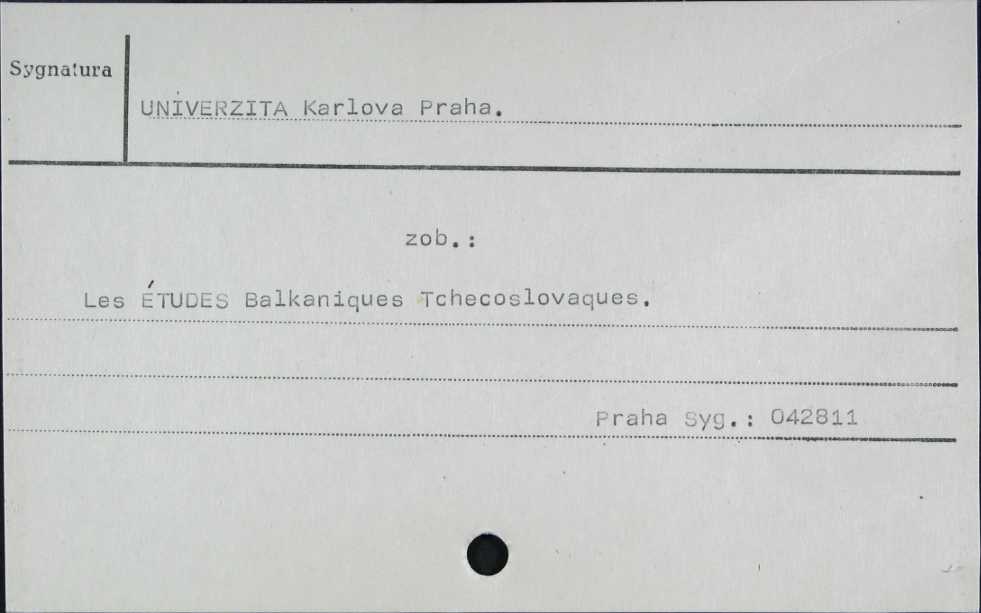 Sygnatura
UNIVERZITA Karlova Praha.
zob.:
Les ÉTUDES Balkaniques Tchecoslovaques.
Praha Syg.: 042811